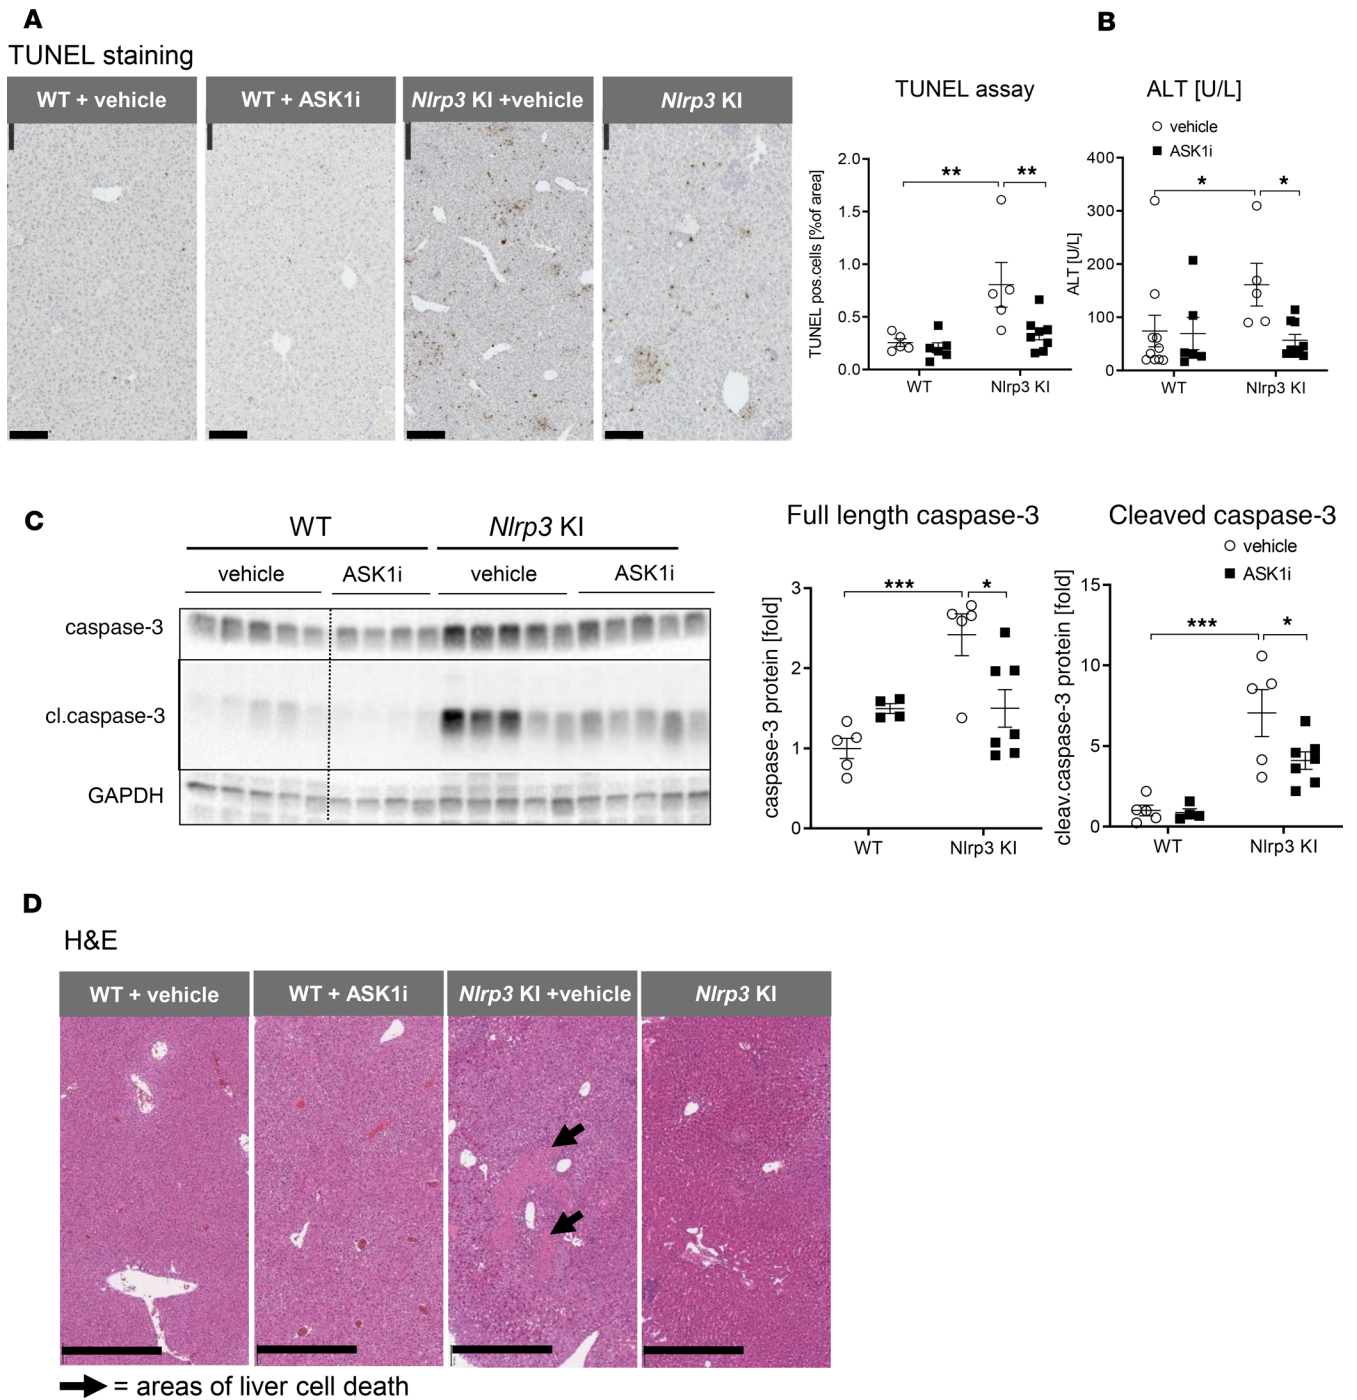 A
TUNEL staining
WT + vehicle
WT + ASK1i
Nlrp3 KI +vehicle
Nlrp3 KI
TUNEL assay
TUNEL pos.cells [%of area]
2.0
1.5
1.0
0.5
0.0
**
**
WT
Nlrp3 KI
B
ALT [U/L]
vehicle
ASK1i
ALT [U/L]
400
300
200
100
0
*
*
WT
Nlrp3 KI
C
WT
Nlrp3 KI
vehicle
ASK1i
vehicle
ASK1i
caspase-3
cl.caspase-3
GAPDH
Full length caspase-3
caspase-3 protein [fold]
3
2
1
0
***
*
WT
Nlrp3 KI
Cleaved caspase-3
vehicle
ASK1i
cleav.caspase-3 protein [fold]
15
10
5
0
***
*
WT
Nlrp3 KI
D
H&E
WT + vehicle
WT + ASK1i
Nlrp3 KI +vehicle
Nlrp3 KI
= areas of liver cell death